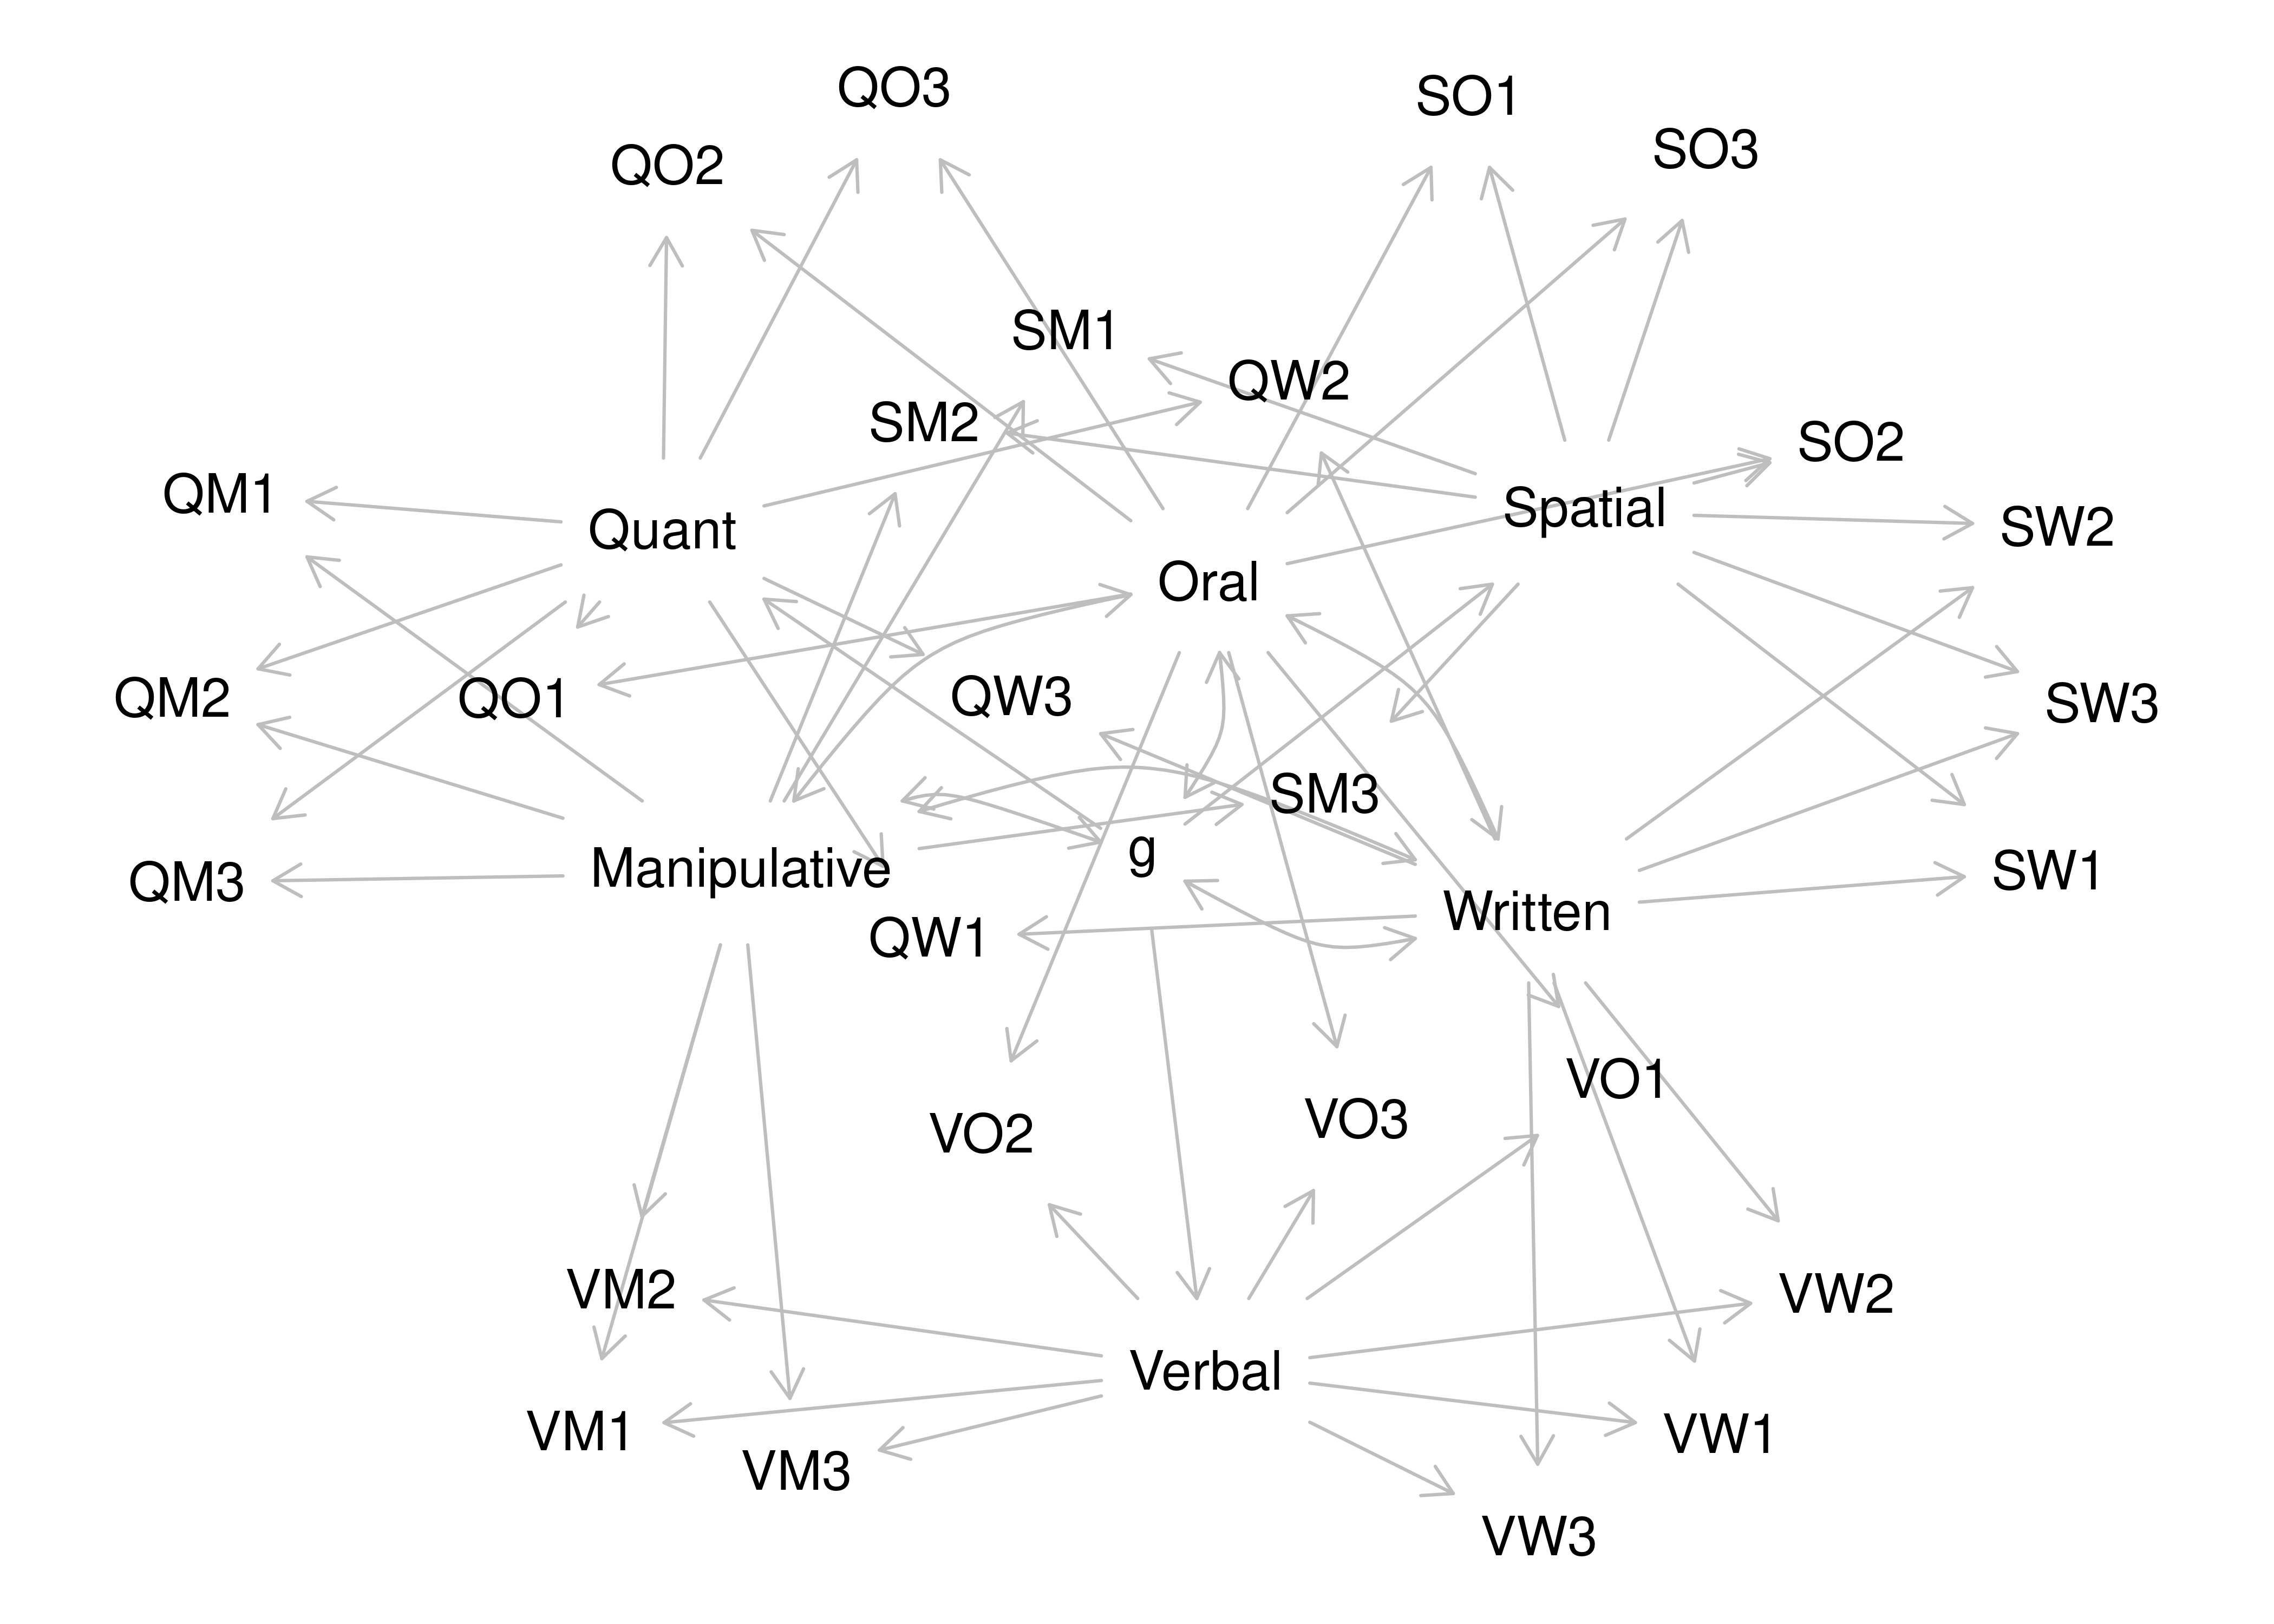 QO3
SO1
SO3
QO2
SM1
QW2
SM2
SO2
QM1
Spatial
SW2
Quant
Oral
QM2
QO1
QW3
SW3
SM3
g
Manipulative
SW1
QM3
Written
QW1
VO1
VO3
VO2
VM2
VW2
Verbal
VM1
VW1
VM3
VW3